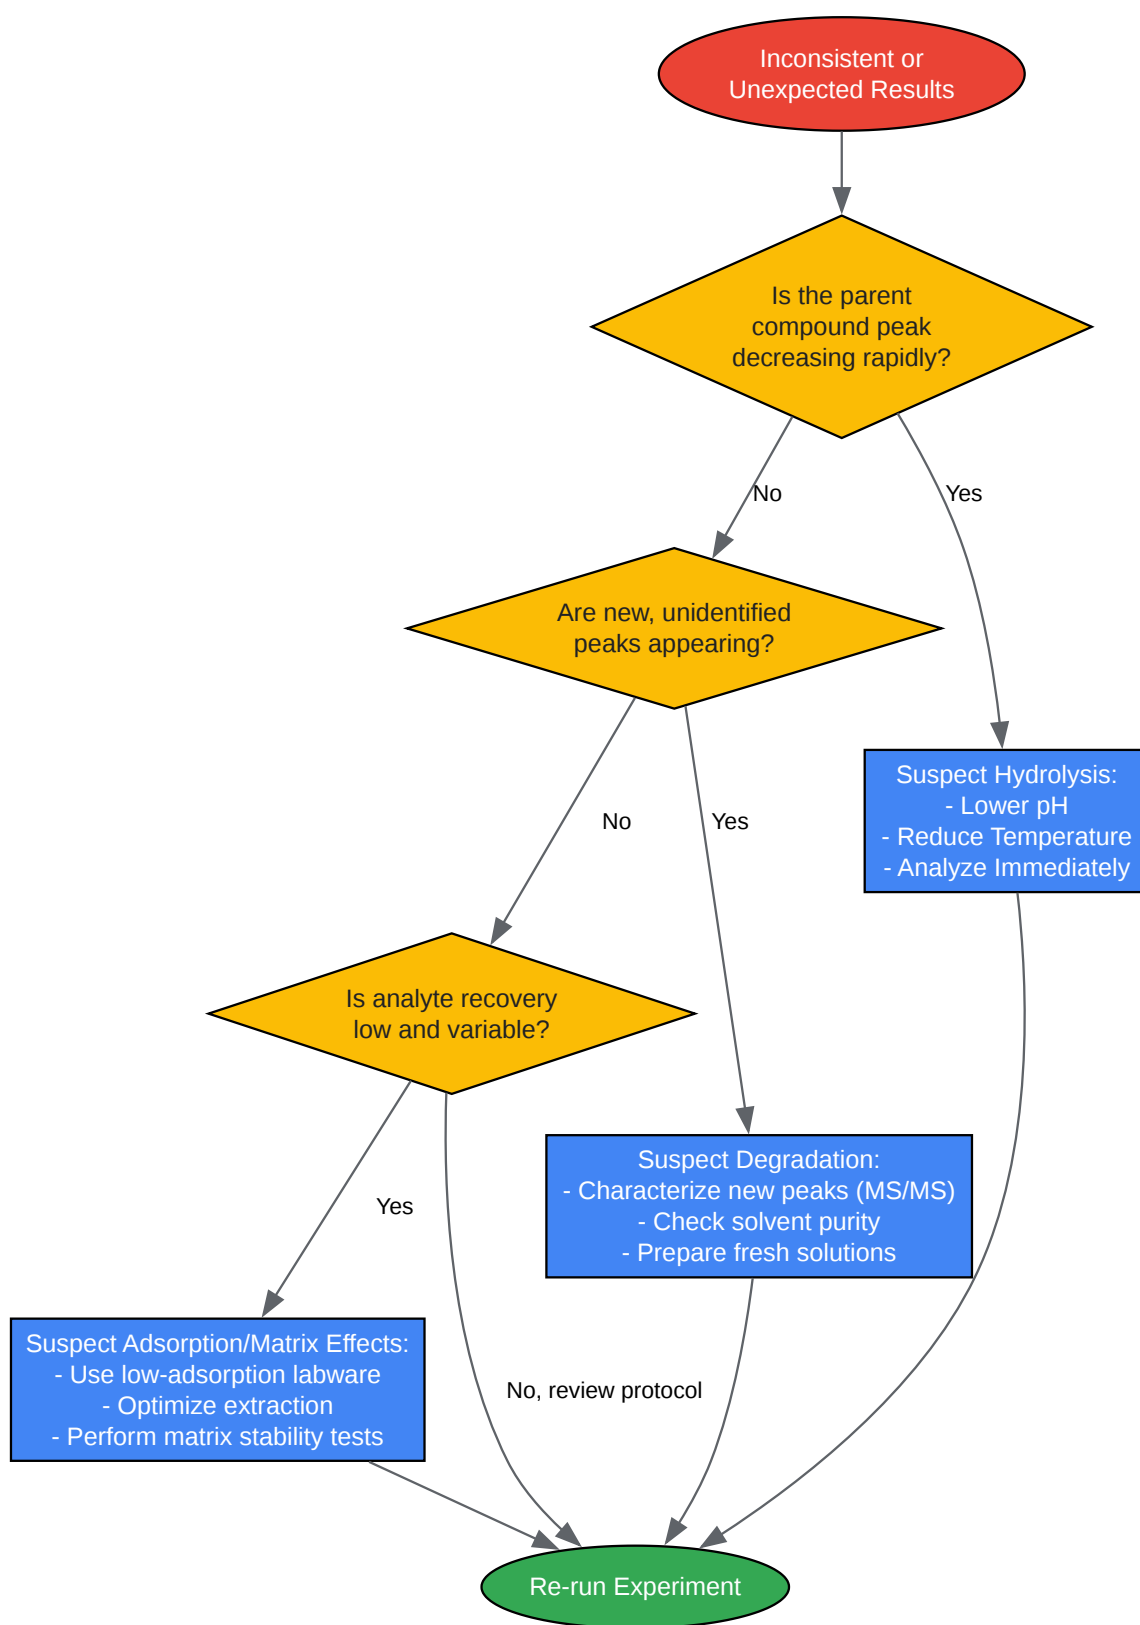 Inconsistent or
Unexpected Results
Is the parent
compound peak
decreasing rapidly?
No
Yes
Are new, unidentified
peaks appearing?
Suspect Hydrolysis:
- Lower pH
- Reduce Temperature
- Analyze Immediately
No
Yes
Is analyte recovery
low and variable?
Suspect Degradation:
- Characterize new peaks (MS/MS)
- Check solvent purity
- Prepare fresh solutions
Yes
Suspect Adsorption/Matrix Effects:
- Use low-adsorption labware
- Optimize extraction
- Perform matrix stability tests
No, review protocol
Re-run Experiment